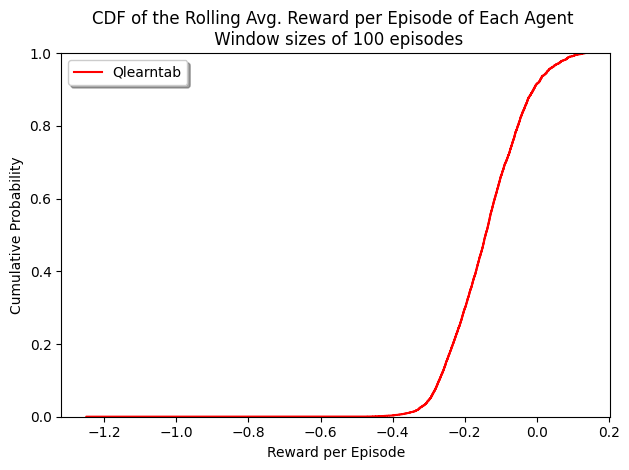 CDF of the Rolling Avg. Reward per Episode of Each Agent
Window sizes of 100 episodes
Qlearntab
1.0
0.8
0.6
0.4
0.2
0.0
Cumulative Probability
−1.2 −1.0 −0.8 −0.6 −0.4 −0.2 0.0 0.2
Reward per Episode